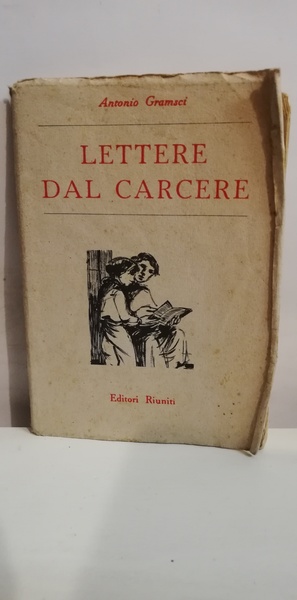 Antonio Gramsci
LETTERE
DAL CARCERE
Editori Riuniti